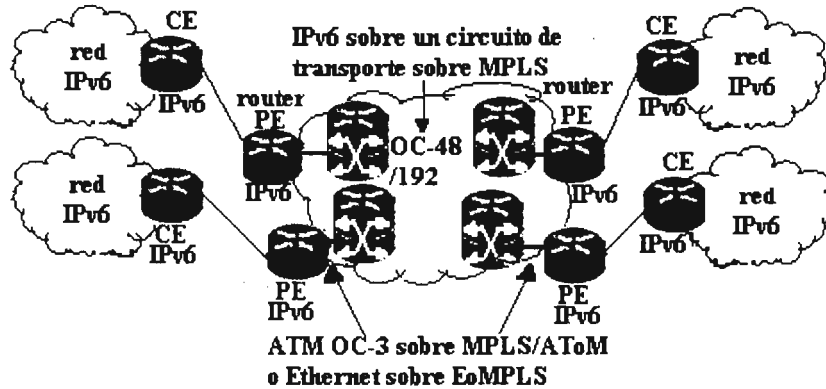 CE
red
IPv6
IPv6
IPv6 sobre un circuito de
transporte sobre MPLS
CE
red
IPv6
IPv6
router
PE
IPv6
router
PE
IPv6
OC-48
/192
red
IPv6
CE
IPv6
CE
IPv6
red
IPv6
PE
IPv6
PE
IPv6
ATM OC-3 sobre MPLS/AToM
o Ethernet sobre EoMPLS